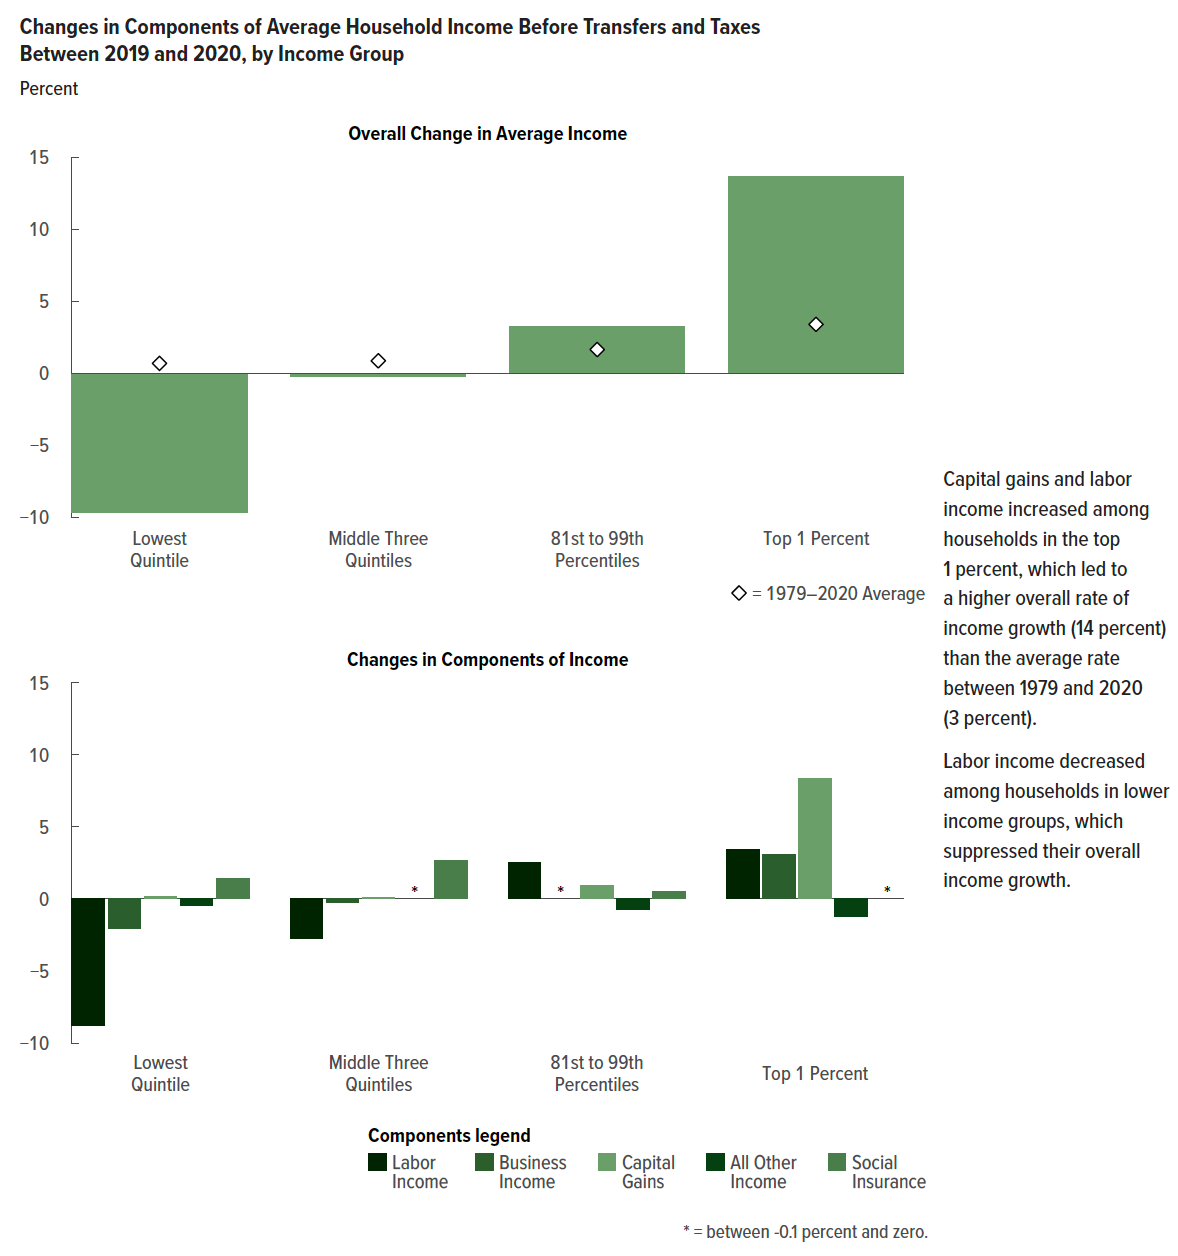 Changes in Components of Average Household Income Before Transfers and Taxes
Between 2019 and 2020, by Income Group
Percent
Overall Change in Average Income
15
10
5
0
−5
−10
Lowest
Quintile
Middle Three
Quintiles
81st to 99th
Percentiles
Top 1 Percent
= 1979–2020 Average
Capital gains and labor
income increased among
households in the top
1 percent, which led to
a higher overall rate of
income growth (14 percent)
than the average rate
between 1979 and 2020
(3 percent).
Labor income decreased
among households in lower
income groups, which
suppressed their overall
income growth.
Changes in Components of Income
15
10
5
0
−5
−10
*
*
*
Lowest
Quintile
Middle Three
Quintiles
81st to 99th
Percentiles
Top 1 Percent
Components legend
Labor
Income
Business
Income
Capital
Gains
All Other
Income
Social
Insurance
* = between -0.1 percent and zero.